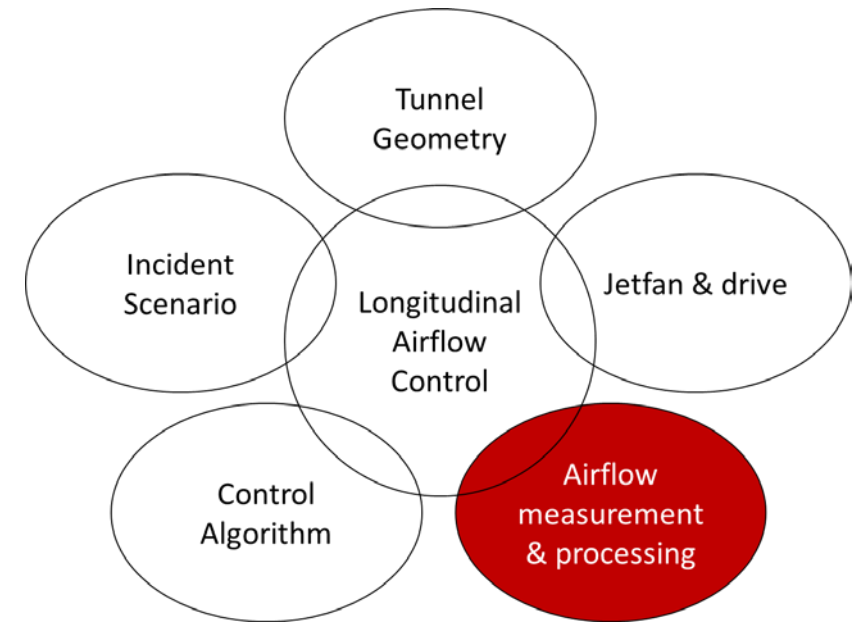 Tunnel
Geometry
Incident
Scenario
Longitudinal
Airflow
Control
Jetfan & drive
Control
Algorithm
Airflow
measurement
& processing